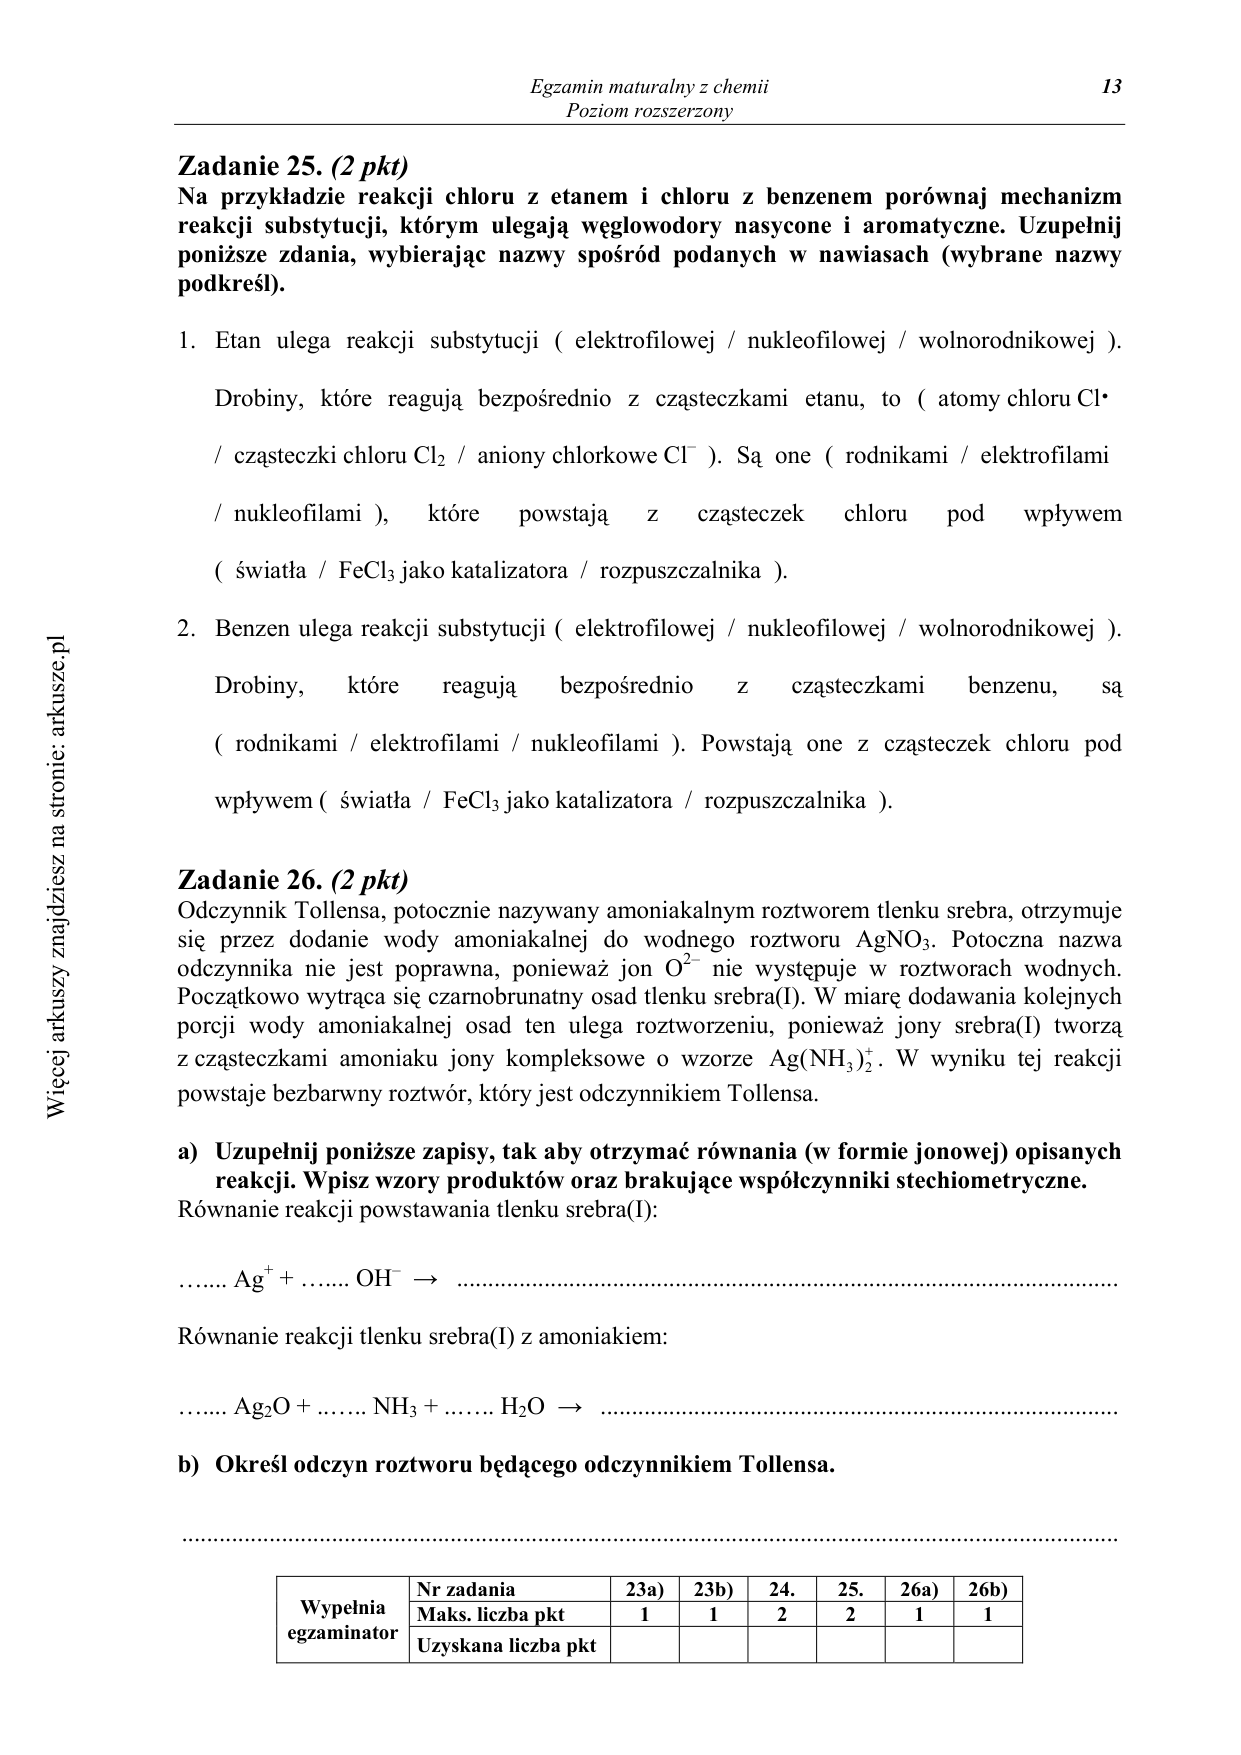 Egzamin maturalny z chemii 13
Poziom rozszerzony
Zadanie 25. (2 pkt)
Na przykładzie reakcji chloru z etanem i chloru z benzenem porównaj mechanizm
reakcji substytucji, którym ulegają węglowodory nasycone i aromatyczne. Uzupełnij
poniższe zdania, wybierając nazwy spośród podanych w nawiasach (wybrane nazwy
podkreśl).
1. Etan ulega reakcji substytucji ( elektrofilowej / nukleofilowej / wolnorodnikowej ).
Drobiny, które reagują bezpośrednio z cząsteczkami etanu, to ( atomy chloru Cl•
/ cząsteczki chloru Cl₂ / aniony chlorkowe Cl⁻ ). Są one ( rodnikami / elektrofilami
/ nukleofilami ), które powstają z cząsteczek chloru pod wpływem
( światła / FeCl₃ jako katalizatora / rozpuszczalnika ).
2. Benzen ulega reakcji substytucji ( elektrofilowej / nukleofilowej / wolnorodnikowej ).
Drobiny, które reagują bezpośrednio z cząsteczkami benzenu, są
( rodnikami / elektrofilami / nukleofilami ). Powstają one z cząsteczek chloru pod
wpływem ( światła / FeCl₃ jako katalizatora / rozpuszczalnika ).
Zadanie 26. (2 pkt)
Odczynnik Tollensa, potocznie nazywany amoniakalnym roztworem tlenku srebra, otrzymuje
się przez dodanie wody amoniakalnej do wodnego roztworu AgNO₃. Potoczna nazwa
odczynnika nie jest poprawna, ponieważ jon O²⁻ nie występuje w roztworach wodnych.
Początkowo wytrąca się czarnobrunatny osad tlenku srebra(I). W miarę dodawania kolejnych
porcji wody amoniakalnej osad ten ulega roztworzeniu, ponieważ jony srebra(I) tworzą
z cząsteczkami amoniaku jony kompleksowe o wzorze Ag(NH₃)₂⁺. W wyniku tej reakcji
powstaje bezbarwny roztwór, który jest odczynnikiem Tollensa.
a) Uzupełnij poniższe zapisy, tak aby otrzymać równania (w formie jonowej) opisanych
reakcji. Wpisz wzory produktów oraz brakujące współczynniki stechiometryczne.
Równanie reakcji powstawania tlenku srebra(I):
…..... Ag⁺ + …..... OH⁻ → ..........................................................................................................
Równanie reakcji tlenku srebra(I) z amoniakiem:
…..... Ag₂O + ..….. NH₃ + ..….. H₂O → ...................................................................................
b) Określ odczyn roztworu będącego odczynnikiem Tollensa.
......................................................................................................................................................
Wypełnia egzaminator
Nr zadania 23a) 23b) 24. 25. 26a) 26b)
Maks. liczba pkt 1 1 2 2 1 1
Uzyskana liczba pkt
Więcej arkuszy znajdziesz na stronie: arkusze.pl